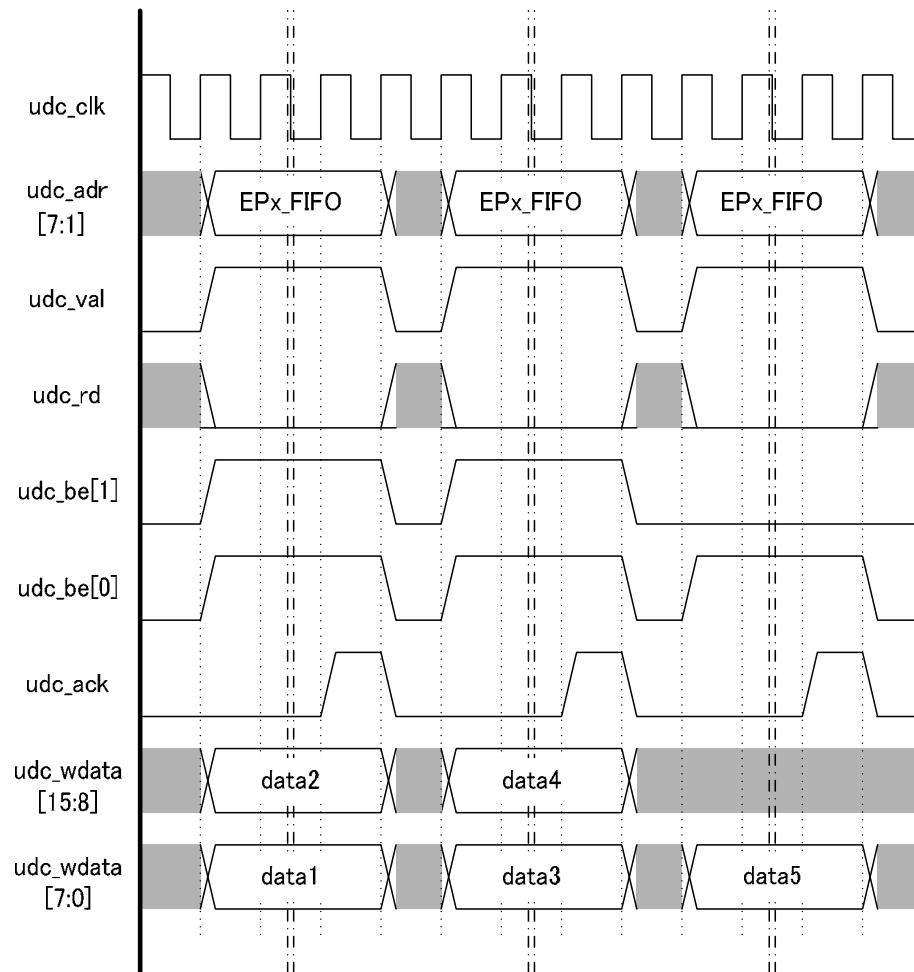 udc_clk
udc_adr
[7:1]
EPx_FIFO EPx_FIFO EPx_FIFO
udc_val
udc_rd
udc_be[1]
udc_be[0]
udc_ack
udc_wdata
[15:8]
data2 data4
udc_wdata
[7:0]
data1 data3 data5